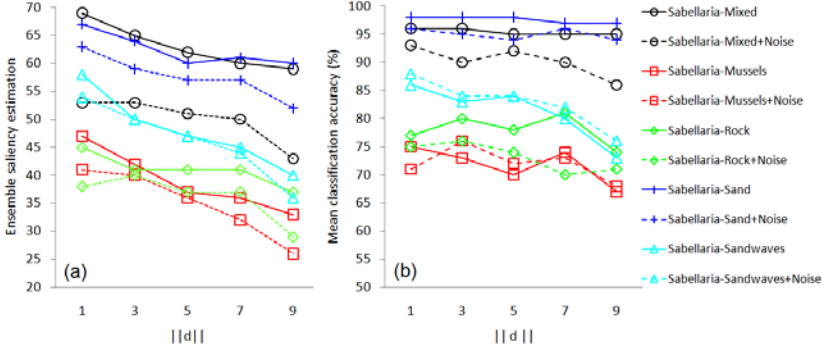 Ensemble saliency estimation
70
65
60
55
50
45
40
35
30
25
20
(a)
1 3 5 7 9
||d||
Mean classification accuracy (%)
100
95
90
85
80
75
70
65
60
55
50
(b)
1 3 5 7 9
|| d ||
Sabellaria-Mixed
Sabellaria-Mixed+Noise
Sabellaria-Mussels
Sabellaria-Mussels+Noise
Sabellaria-Rock
Sabellaria-Rock+Noise
Sabellaria-Sand
Sabellaria-Sand+Noise
Sabellaria-Sandwaves
Sabellaria-Sandwaves+Noise